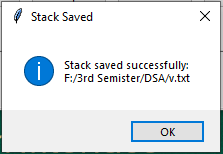 Stack Saved
Stack saved successfully:
F:/3rd Semister/DSA/v.txt
OK